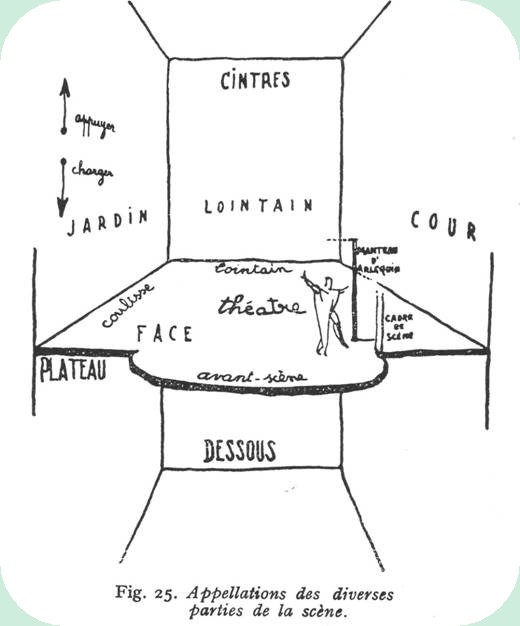 CINTRES
appuyer
charger
JARDIN
LOINTAIN
COUR
MANTEAU
D'
ARLEQUIN
lointain
coulisse
théatre
CADRE
DE
SCÈNE
FACE
PLATEAU
avant-scène
DESSOUS
Fig. 25. Appellations des diverses
parties de la scène.